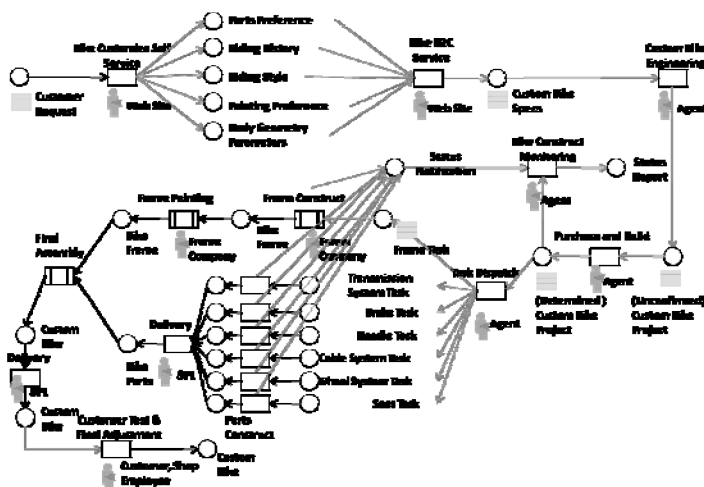 Parts Preference
Bike Customize Self
Service
Riding History
Bike B2C
Service
Custom Bike
Engineering
Riding Style
Customer
Request
Web Site
Painting Preference
Web Site
Custom Bike
Specs
Agent
Body Geometry
Parameters
Status
Notification
Bike Construct
Monitoring
Status
Report
Frame Painting
Frame Construct
Agent
Final
Assembly
Bike
Frame
Frame
Company
Bike
Frame
Frame
Company
Frame Task
Purchase and Build
Transmission
System Task
Task Dispatch
Agent
Custom
Bike
Delivery
Brake Task
Agent
(Determined)
Custom Bike
Project
(Unconfirmed)
Custom Bike
Project
Handle Task
Delivery
Bike
Parts
3PL
Cable System Task
3PL
Wheel System Task
Custom
Bike
Customer Test &
Final Adjustment
Parts
Construct
Seat Task
Customer, Shop
Employee
Custom
Bike